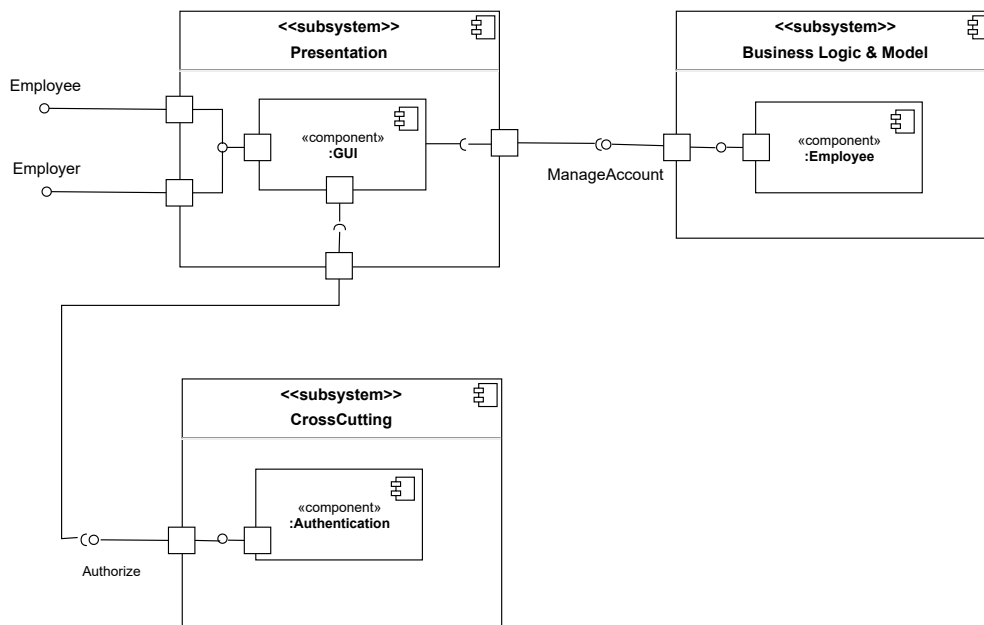 <<subsystem>>
Presentation
<<subsystem>>
Business Logic & Model
Employee
«component»
:GUI
«component»
:Employee
Employer
ManageAccount
<<subsystem>>
CrossCutting
«component»
:Authentication
Authorize